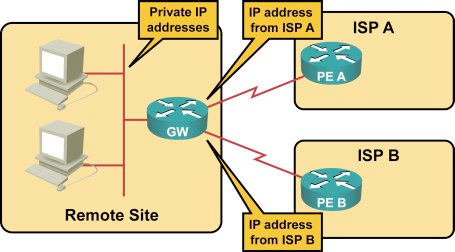 Private IP
addresses
IP address
from ISP A
ISP A
PE A
GW
ISP B
PE B
Remote Site
IP address
from ISP B